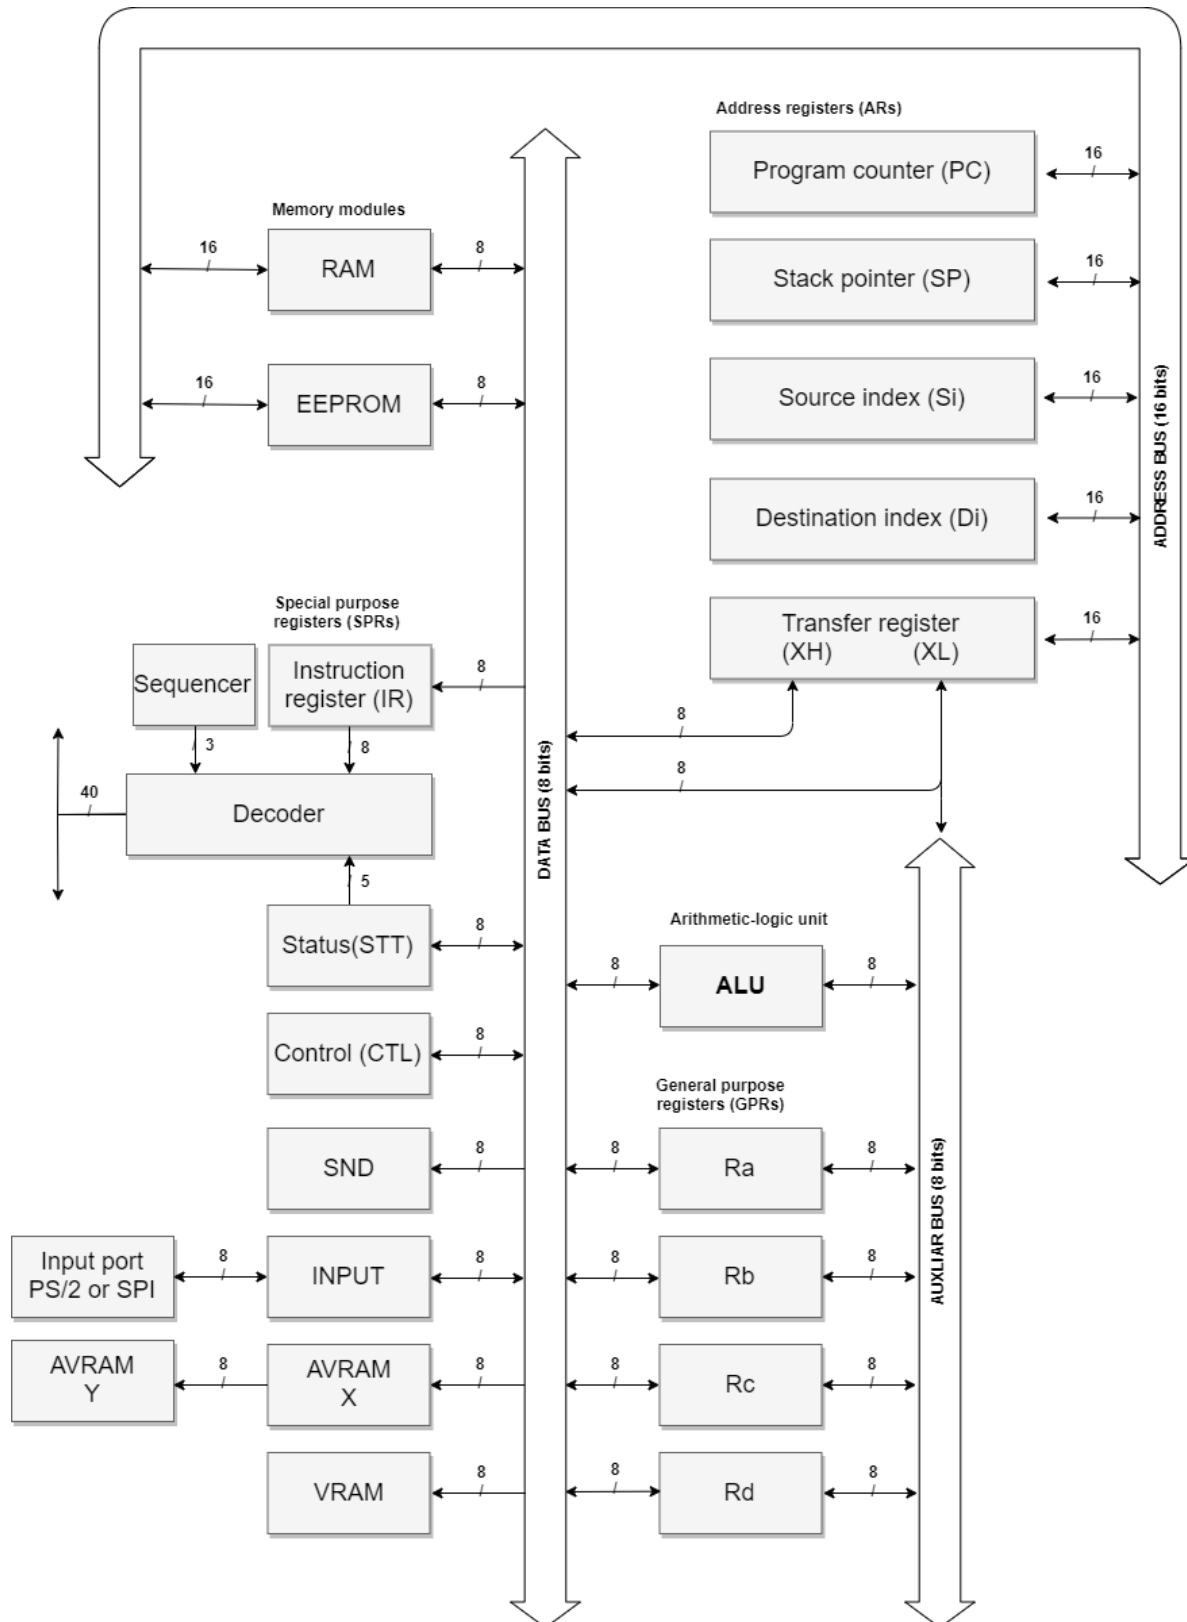 Address registers (ARs)
Program counter (PC)
16
Memory modules
16
RAM
8
Stack pointer (SP)
16
16
EEPROM
8
Source index (Si)
16
ADDRESS BUS (16 bits)
Destination index (Di)
16
Special purpose
registers (SPRs)
Transfer register
(XH) (XL)
16
Sequencer
Instruction
register (IR)
8
3
8
8
8
40
Decoder
DATA BUS (8 bits)
5
Status(STT)
8
Arithmetic-logic unit
8
ALU
8
Control (CTL)
8
General purpose
registers (GPRs)
SND
8
8
Ra
8
AUXLIAR BUS (8 bits)
Input port
PS/2 or SPI
8
INPUT
8
8
Rb
8
AVRAM
Y
8
AVRAM
X
8
8
Rc
8
VRAM
8
8
Rd
8